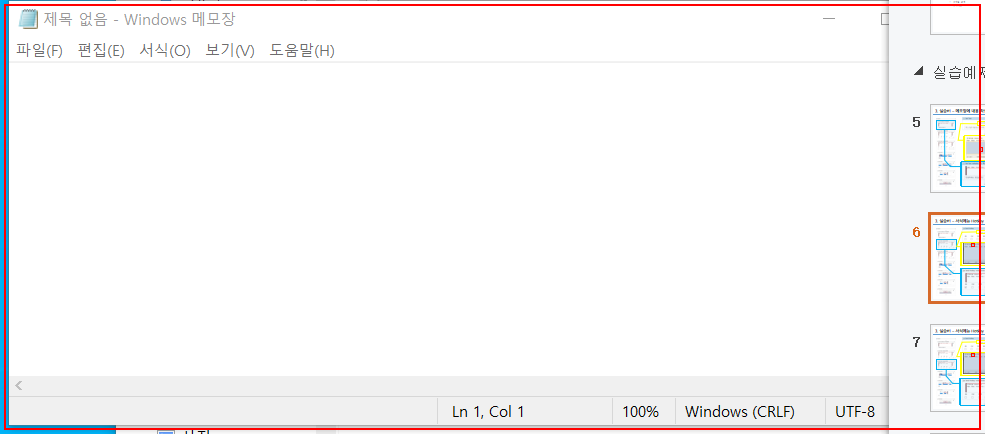 제목 없음 - Windows 메모장
파일(F) 편집(E) 서식(O) 보기(V) 도움말(H)
Ln 1, Col 1 100% Windows (CRLF) UTF-8
실습예
5
6
7